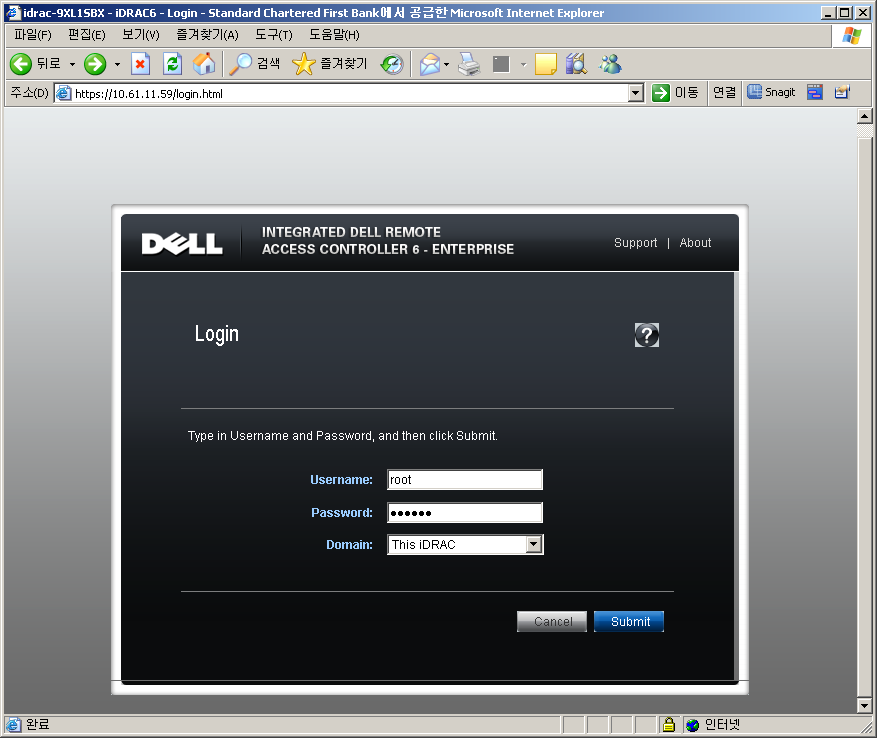 idrac-9XL1SBX - iDRAC6 - Login - Standard Chartered First Bank에서 공급한 Microsoft Internet Explorer
파일(F) 편집(E) 보기(V) 즐겨찾기(A) 도구(T) 도움말(H)
뒤로 검색 즐겨찾기
주소(D) https://10.61.11.59/login.html 이동 연결 Snagit
DELL
INTEGRATED DELL REMOTE
ACCESS CONTROLLER 6 - ENTERPRISE
Support | About
Login
?
Type in Username and Password, and then click Submit.
Username: root
Password: ●●●●●●
Domain: This iDRAC
Cancel Submit
완료 인터넷